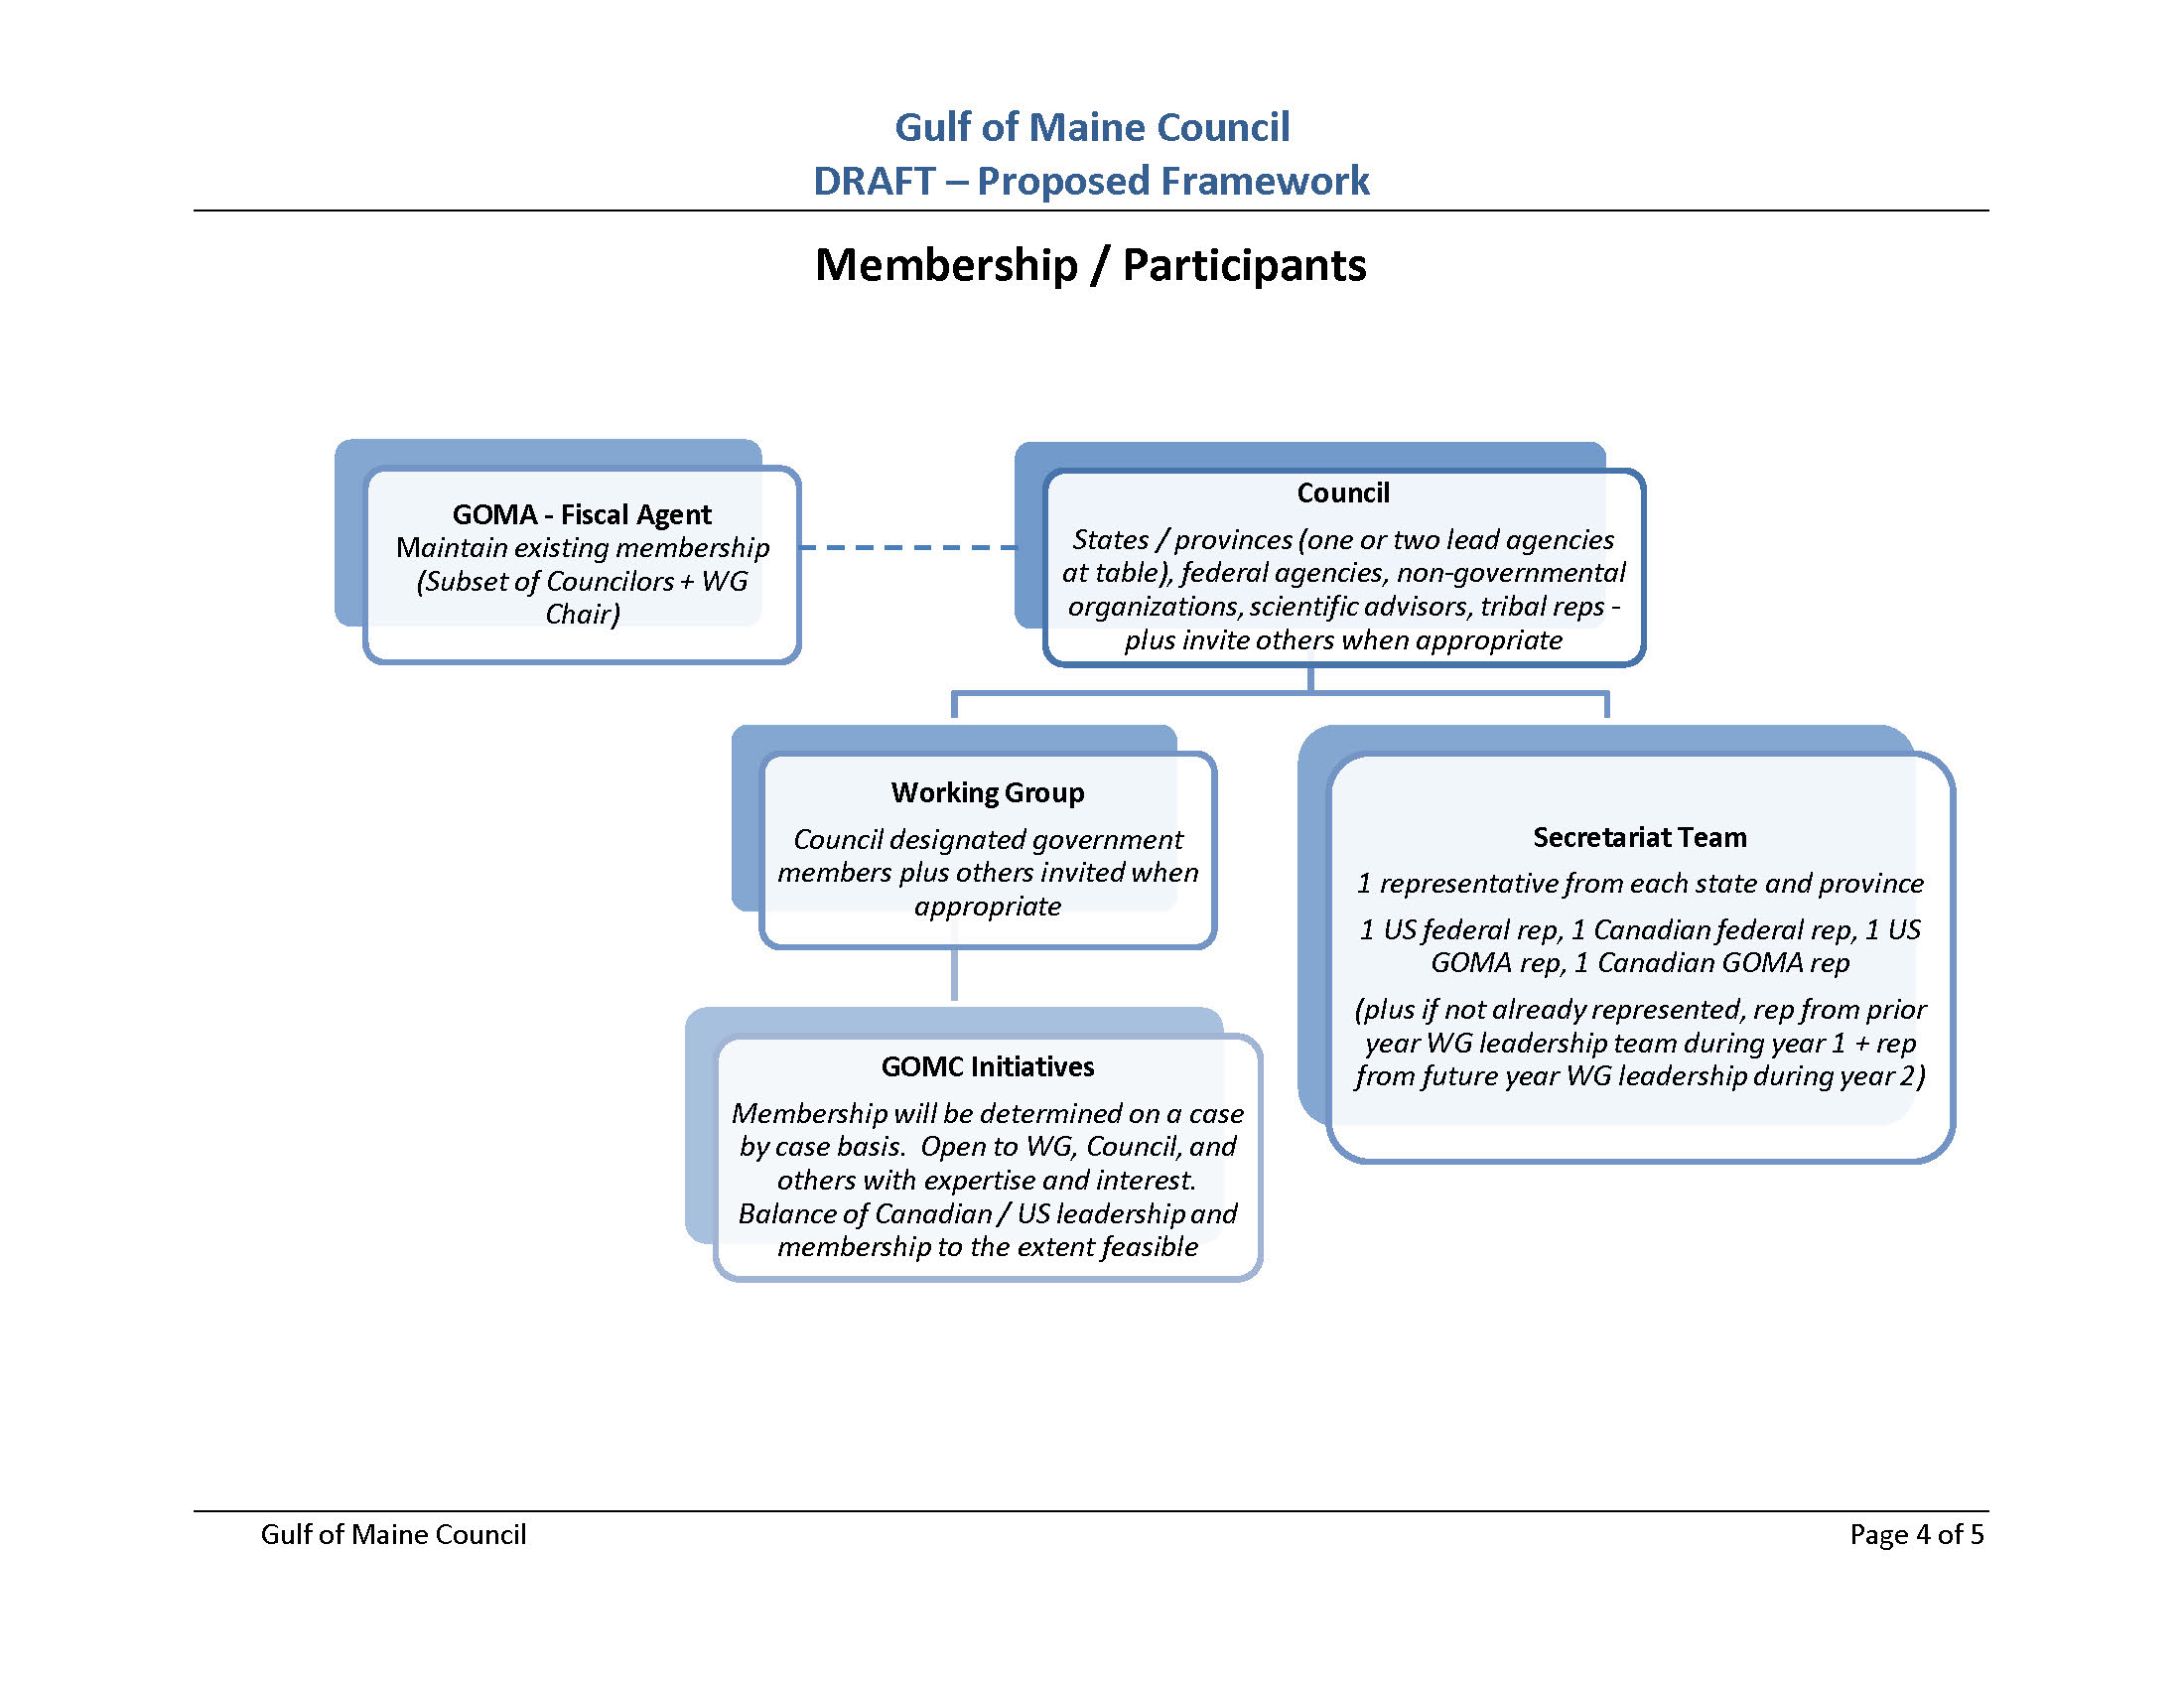 Gulf of Maine Council
DRAFT – Proposed Framework
Membership / Participants
GOMA - Fiscal Agent
Maintain existing membership
(Subset of Councilors + WG
Chair)
Council
States / provinces (one or two lead agencies
at table), federal agencies, non-governmental
organizations, scientific advisors, tribal reps -
plus invite others when appropriate
Working Group
Council designated government
members plus others invited when
appropriate
Secretariat Team
1 representative from each state and province
1 US federal rep, 1 Canadian federal rep, 1 US
GOMA rep, 1 Canadian GOMA rep
(plus if not already represented, rep from prior
year WG leadership team during year 1 + rep
from future year WG leadership during year 2)
GOMC Initiatives
Membership will be determined on a case
by case basis.  Open to WG, Council, and
others with expertise and interest.
Balance of Canadian / US leadership and
membership to the extent feasible
Gulf of Maine Council
Page 4 of 5